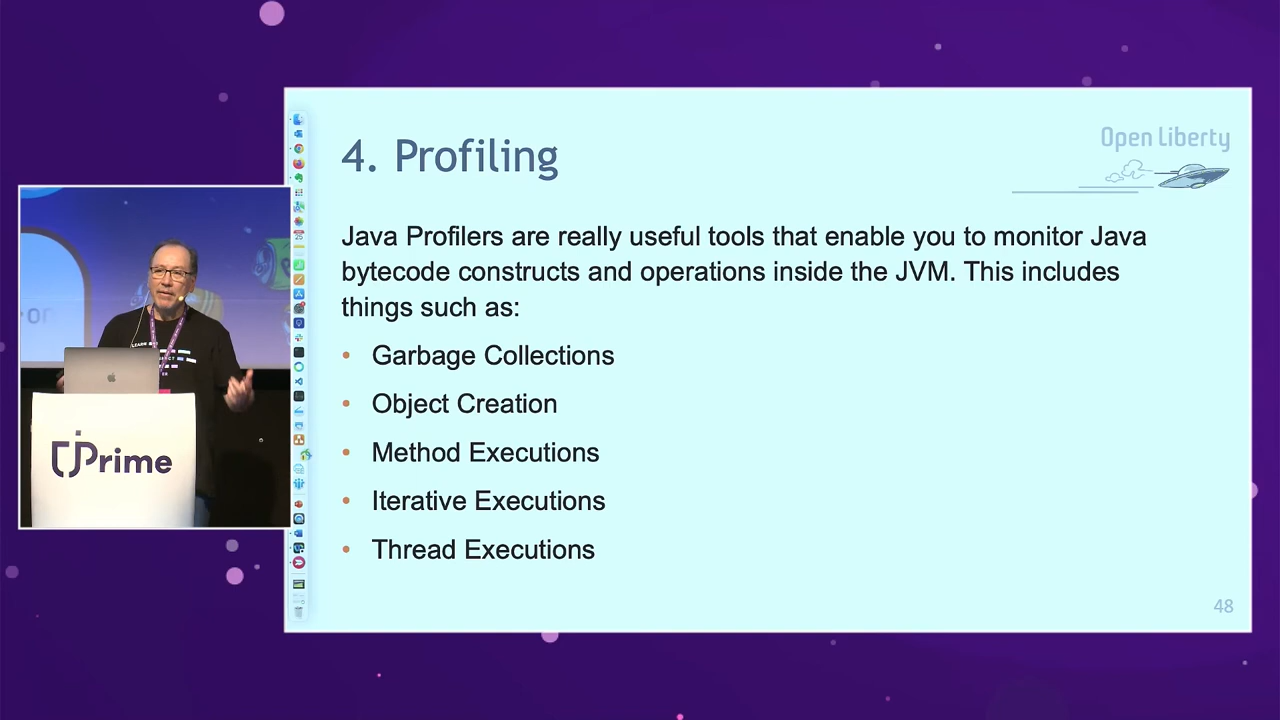 4. Profiling
Open Liberty
Java Profilers are really useful tools that enable you to monitor Java
bytecode constructs and operations inside the JVM. This includes
things such as:
• Garbage Collections
• Object Creation
• Method Executions
• Iterative Executions
• Thread Executions
48
jPrime